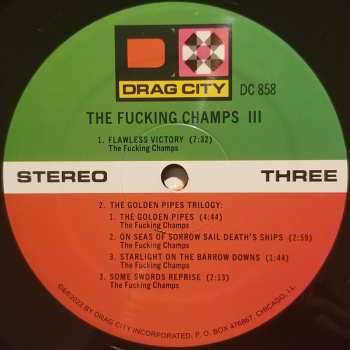 DRAG CITY
DC 858
THE FUCKING CHAMPS III
1. FLAWLESS VICTORY (7:32)
The Fucking Champs
STEREO
THREE
2. THE GOLDEN PIPES TRILOGY:
1. THE GOLDEN PIPES (4:44)
The Fucking Champs
2. ON SEAS OF SORROW SAIL DEATH'S SHIPS (2:59)
The Fucking Champs
3. STARLIGHT ON THE BARROW DOWNS (1:44)
The Fucking Champs
3. SOME SWORDS REPRISE (2:13)
The Fucking Champs
©&℗2022 BY DRAG CITY INCORPORATED, P. O. BOX 476867, CHICAGO, IL